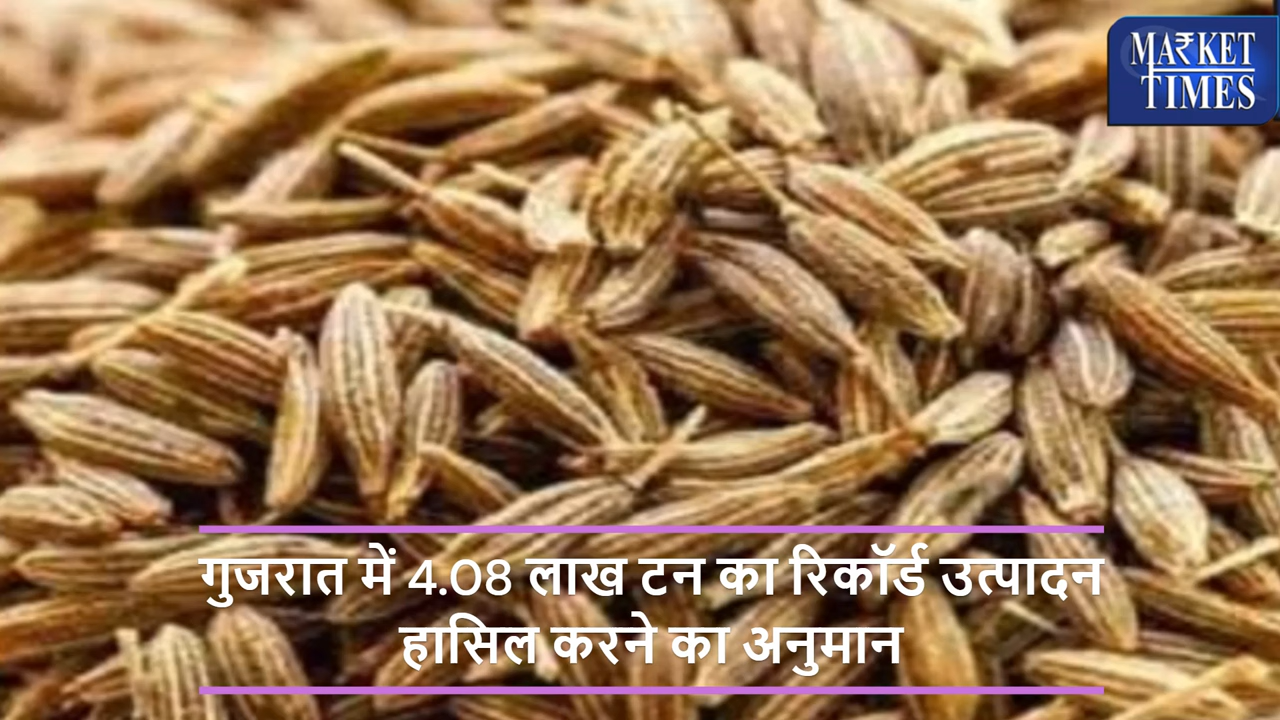 MA₹KET
TIMES
गुजरात में 4.08 लाख टन का रिकॉर्ड उत्पादन
हासिल करने का अनुमान